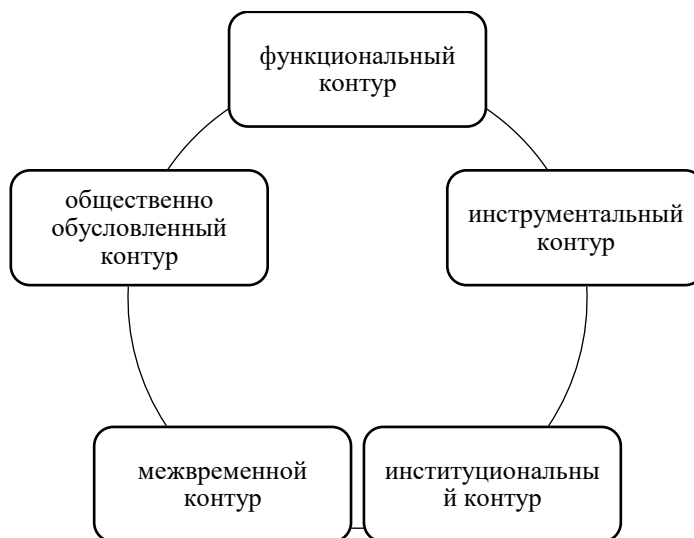 функциональный
контур
общественно
обусловленный
контур
инструментальный
контур
межвременной
контур
институциональны
й контур